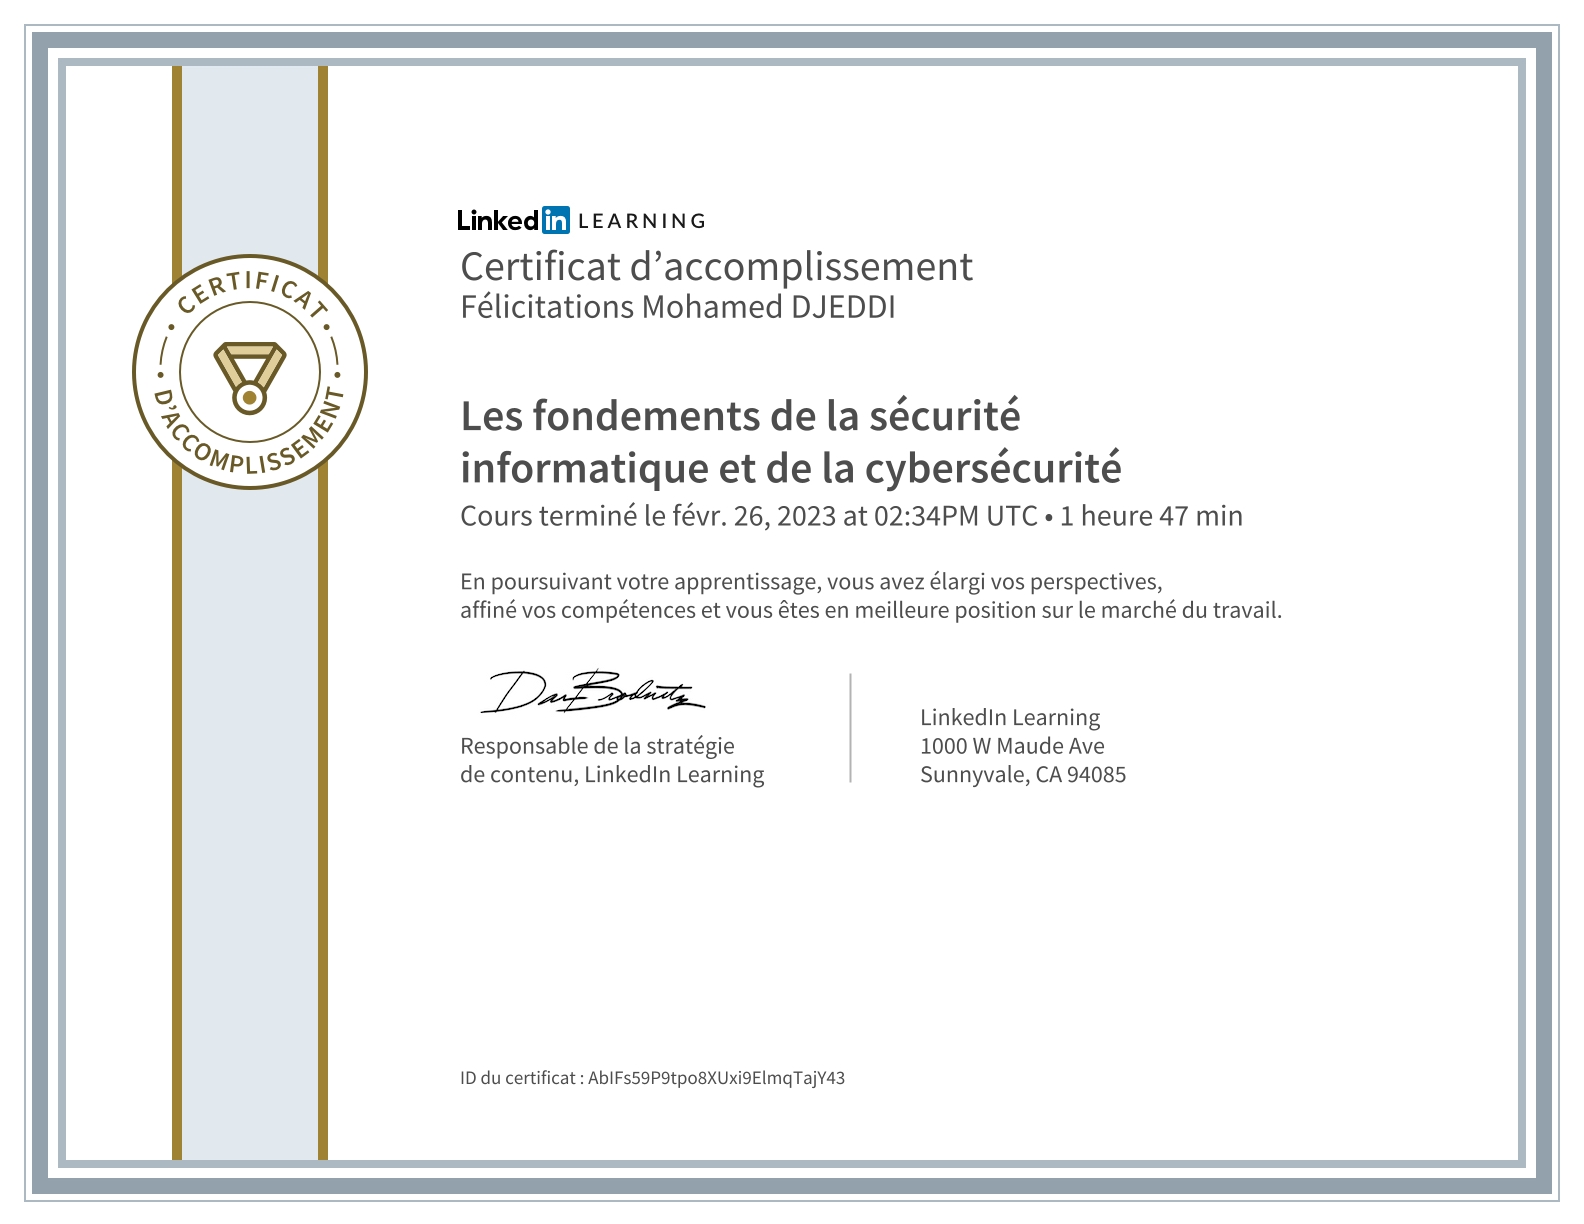 CERTIFICAT
D'ACCOMPLISSEMENT
Linkedin LEARNING
Certificat d’accomplissement
Félicitations Mohamed DJEDDI
Les fondements de la sécurité
informatique et de la cybersécurité
Cours terminé le févr. 26, 2023 at 02:34PM UTC • 1 heure 47 min
En poursuivant votre apprentissage, vous avez élargi vos perspectives,
affiné vos compétences et vous êtes en meilleure position sur le marché du travail.
Dan Brodnitz
Responsable de la stratégie
de contenu, LinkedIn Learning
LinkedIn Learning
1000 W Maude Ave
Sunnyvale, CA 94085
ID du certificat : AbIFs59P9tpo8XUxi9ElmqTajY43